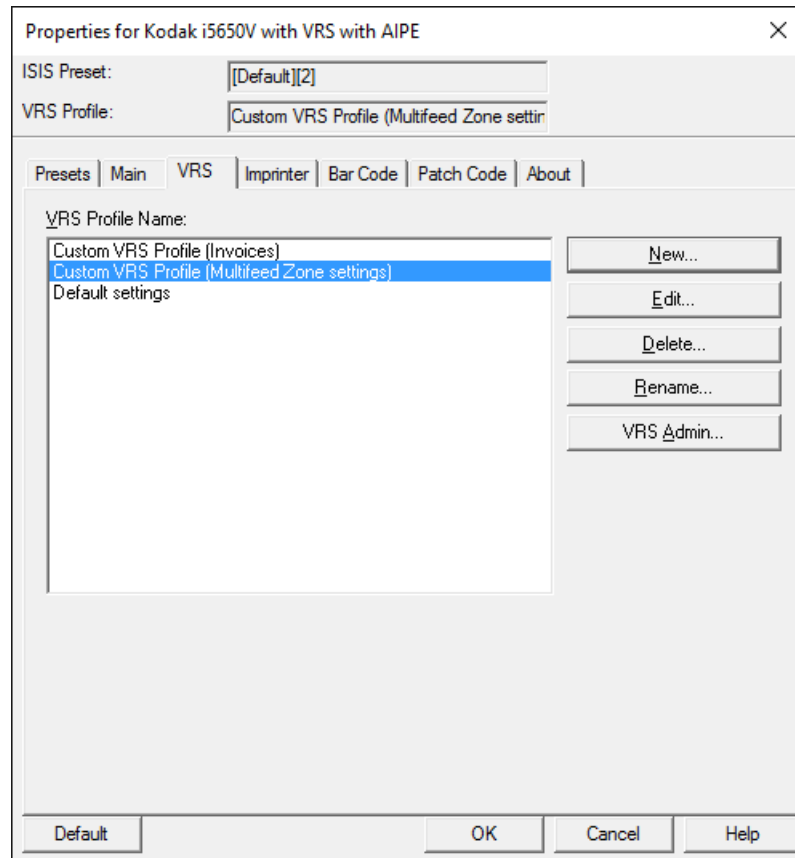 Properties for Kodak i5650V with VRS with AIPE
ISIS Preset: [Default][2]
VRS Profile: Custom VRS Profile (Multifeed Zone settin
Presets Main VRS Imprinter Bar Code Patch Code About
VRS Profile Name:
Custom VRS Profile (Invoices)
Custom VRS Profile (Multifeed Zone settings)
Default settings
New...
Edit...
Delete...
Rename...
VRS Admin...
Default OK Cancel Help